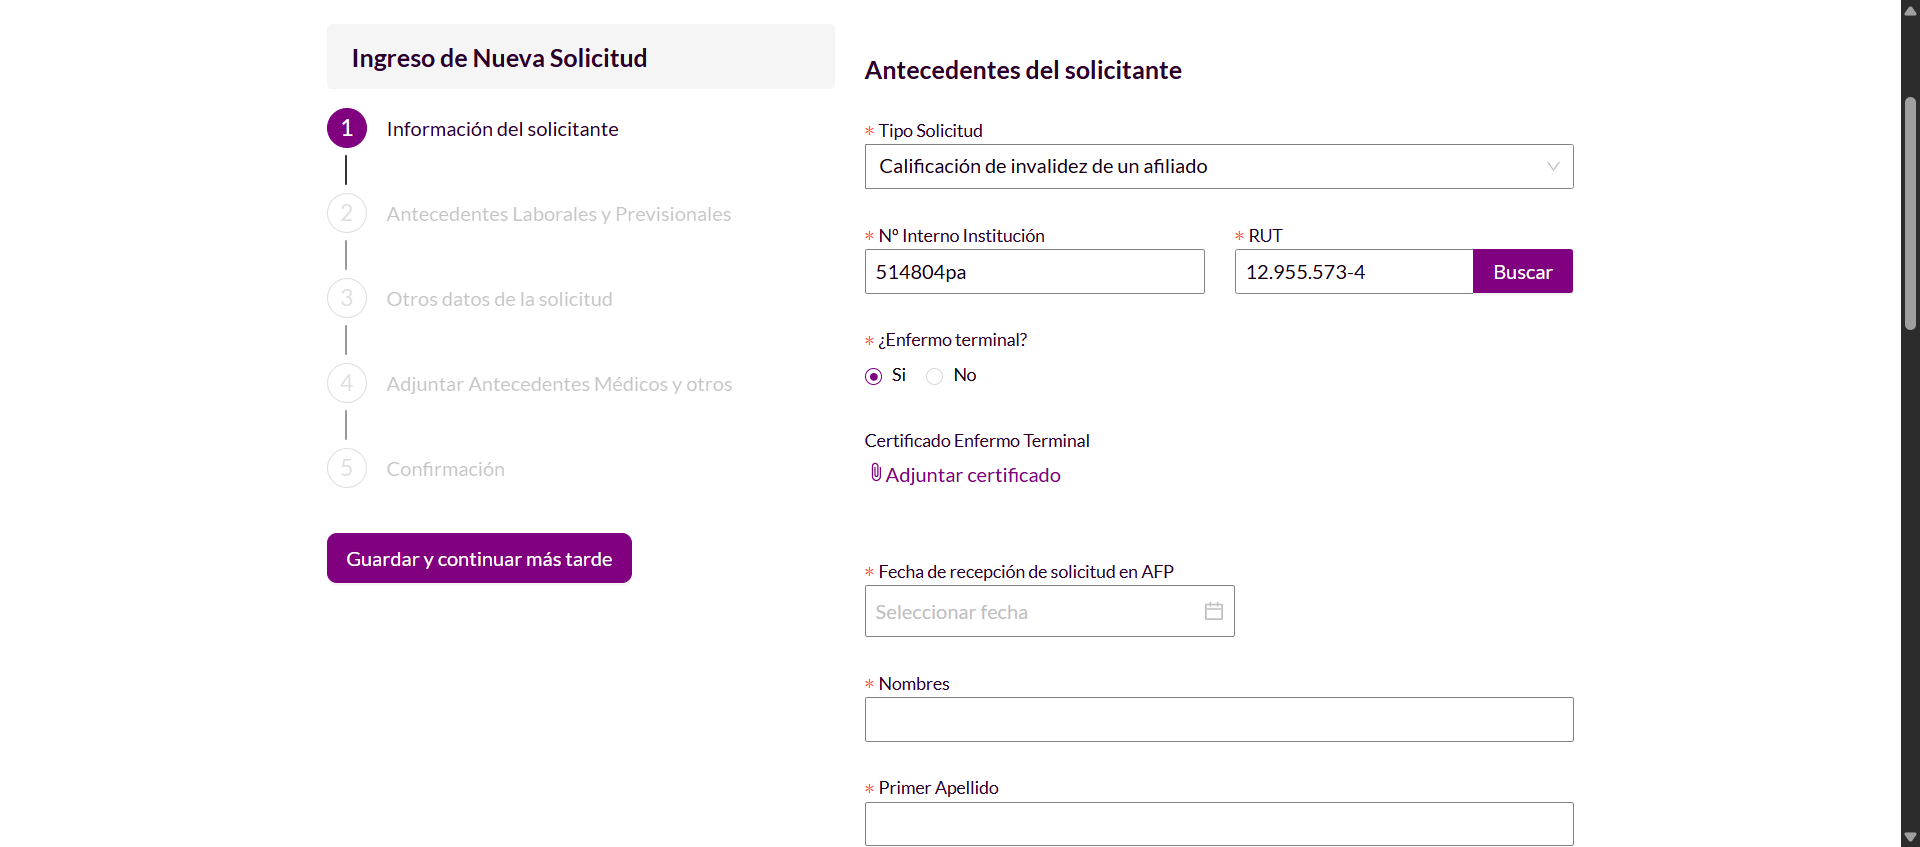 Ingreso de Nueva Solicitud
1 Información del solicitante
2 Antecedentes Laborales y Previsionales
3 Otros datos de la solicitud
4 Adjuntar Antecedentes Médicos y otros
5 Confirmación
Guardar y continuar más tarde
Antecedentes del solicitante
* Tipo Solicitud
Calificación de invalidez de un afiliado
* Nº Interno Institución
514804pa
* RUT
12.955.573-4 Buscar
* ¿Enfermo terminal?
Si No
Certificado Enfermo Terminal
Adjuntar certificado
* Fecha de recepción de solicitud en AFP
Seleccionar fecha
* Nombres
* Primer Apellido